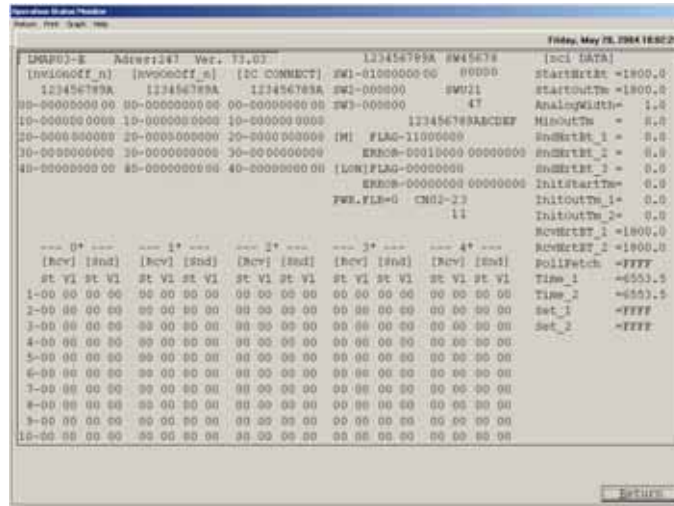 Operation Status Monitor
Return Print Graph Help
Friday, May 28, 2004 18:02:2
LMAP03-E Adres:247 Ver. 73.03 123456789A SW45678 [nci DATA]
[nvionoff_n] [nvoonoff_n] [IC CONNECT] SW1-0100000000 00000 StartHrtBt =1800.0
123456789A 123456789A 123456789A SW2-000000 SWU21 StartoutTm =1800.0
00-0000000000 00-0000000000 00-0000000000 SW3-000000 47 AnalogWidth= 1.0
10-0000000000 10-0000000000 10-0000000000 123456789ABCDEF MinoutTm = 0.0
20-0000000000 20-0000000000 20-0000000000 [M] FLAG-11000000 SndHrtBt_1 = 0.0
30-0000000000 30-0000000000 30-0000000000 ERROR-00010000 00000000 SndHrtBt_2 = 0.0
40-0000000000 40-0000000000 40-0000000000 [LON]FLAG-00000000 SndHrtBt_3 = 0.0
ERROR-00000000 00000000 InitStartTm= 0.0
PWR.FLR=0 CN02-23 InitoutTm_1= 0.0
11 InitoutTm_2= 0.0
RcvHrtBT_1 =1800.0
--- 0* --- --- 1* --- --- 2* --- --- 3* --- --- 4* --- RcvHrtBT_2 =1800.0
[Rcv] [Snd] [Rcv] [Snd] [Rcv] [Snd] [Rcv] [Snd] [Rcv] [Snd] PollFetch =FFFF
St Vl St Vl St Vl St Vl St Vl St Vl St Vl St Vl St Vl St Vl Time_1 =6553.5
1-00 00 00 00 00 00 00 00 00 00 00 00 00 00 00 00 00 00 00 00 Time_2 =6553.5
2-00 00 00 00 00 00 00 00 00 00 00 00 00 00 00 00 00 00 00 00 Set_1 =FFFF
3-00 00 00 00 00 00 00 00 00 00 00 00 00 00 00 00 00 00 00 00 Set_2 =FFFF
4-00 00 00 00 00 00 00 00 00 00 00 00 00 00 00 00 00 00 00 00
5-00 00 00 00 00 00 00 00 00 00 00 00 00 00 00 00 00 00 00 00
6-00 00 00 00 00 00 00 00 00 00 00 00 00 00 00 00 00 00 00 00
7-00 00 00 00 00 00 00 00 00 00 00 00 00 00 00 00 00 00 00 00
8-00 00 00 00 00 00 00 00 00 00 00 00 00 00 00 00 00 00 00 00
9-00 00 00 00 00 00 00 00 00 00 00 00 00 00 00 00 00 00 00 00
10-00 00 00 00 00 00 00 00 00 00 00 00 00 00 00 00 00 00 00 00
Return